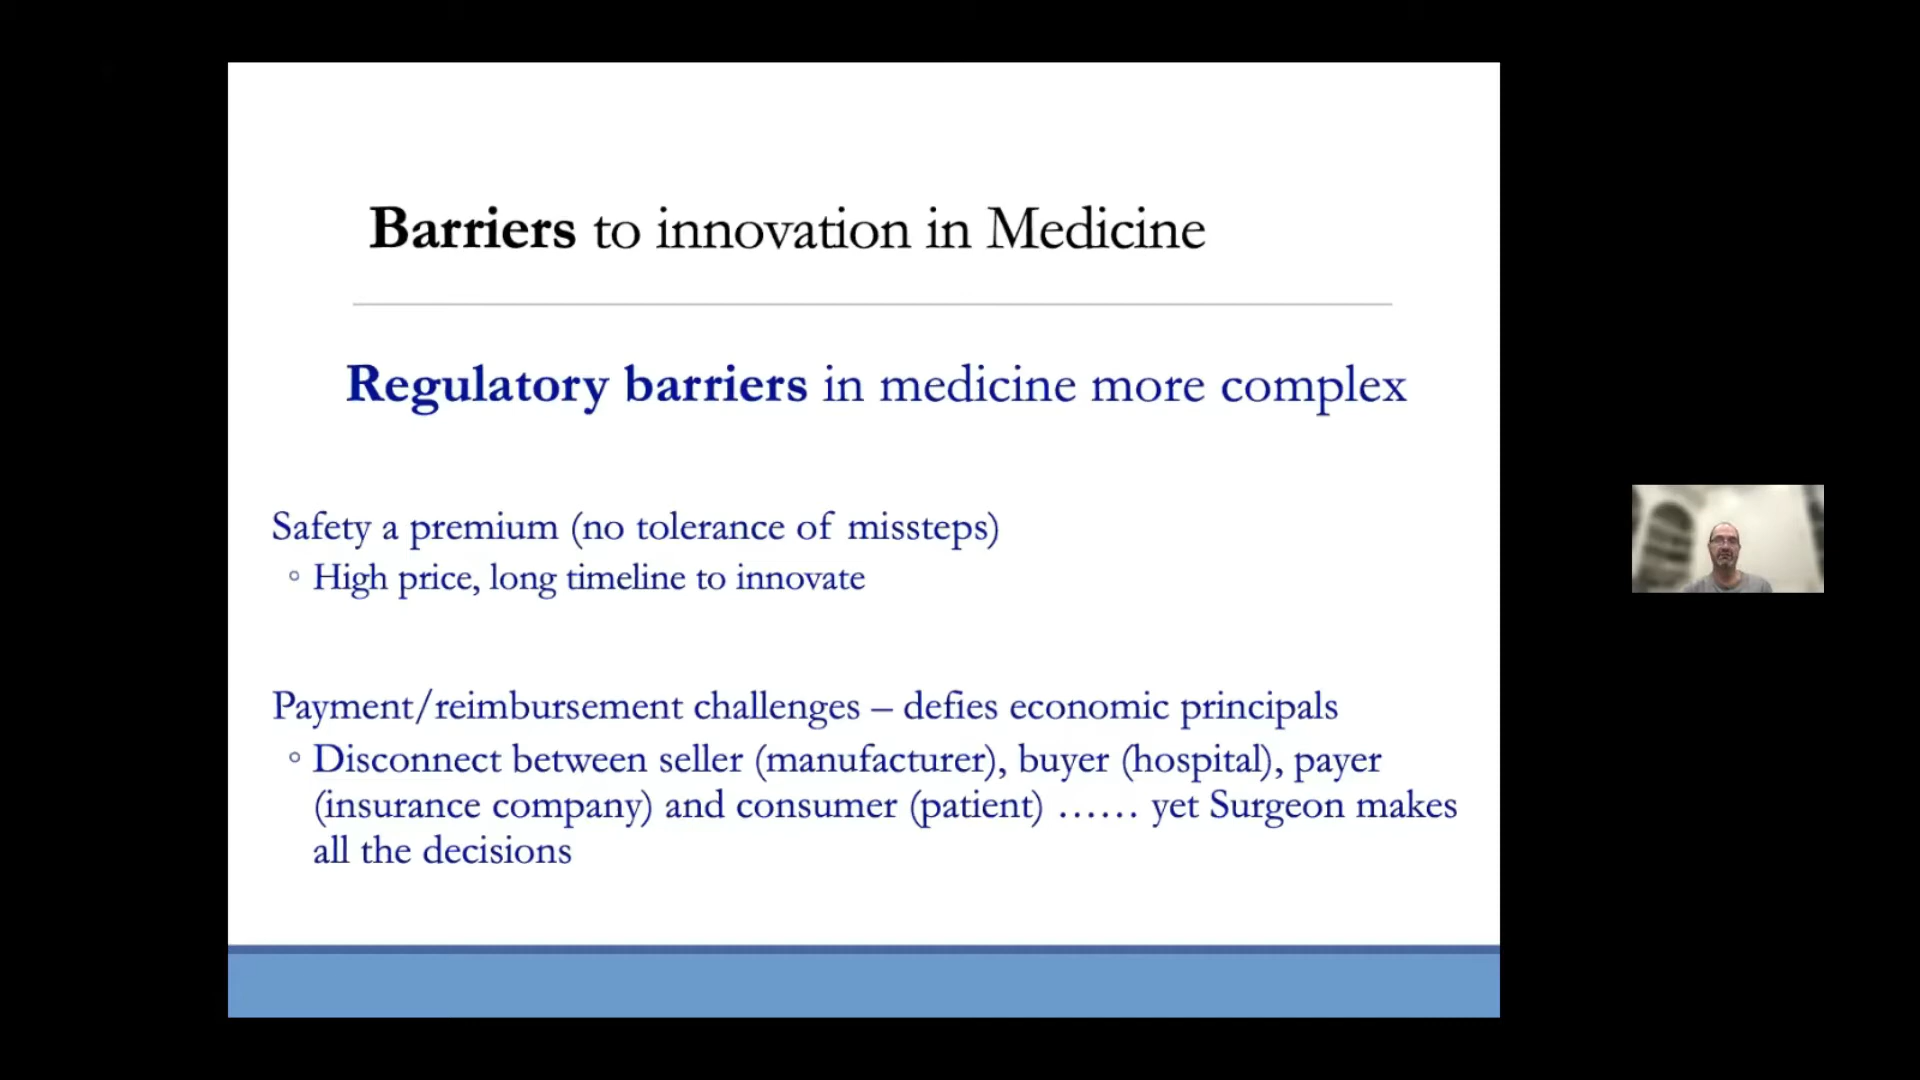 Barriers to innovation in Medicine
Regulatory barriers in medicine more complex
Safety a premium (no tolerance of missteps)
◦ High price, long timeline to innovate
Payment/reimbursement challenges – defies economic principals
◦ Disconnect between seller (manufacturer), buyer (hospital), payer
(insurance company) and consumer (patient) …… yet Surgeon makes
all the decisions